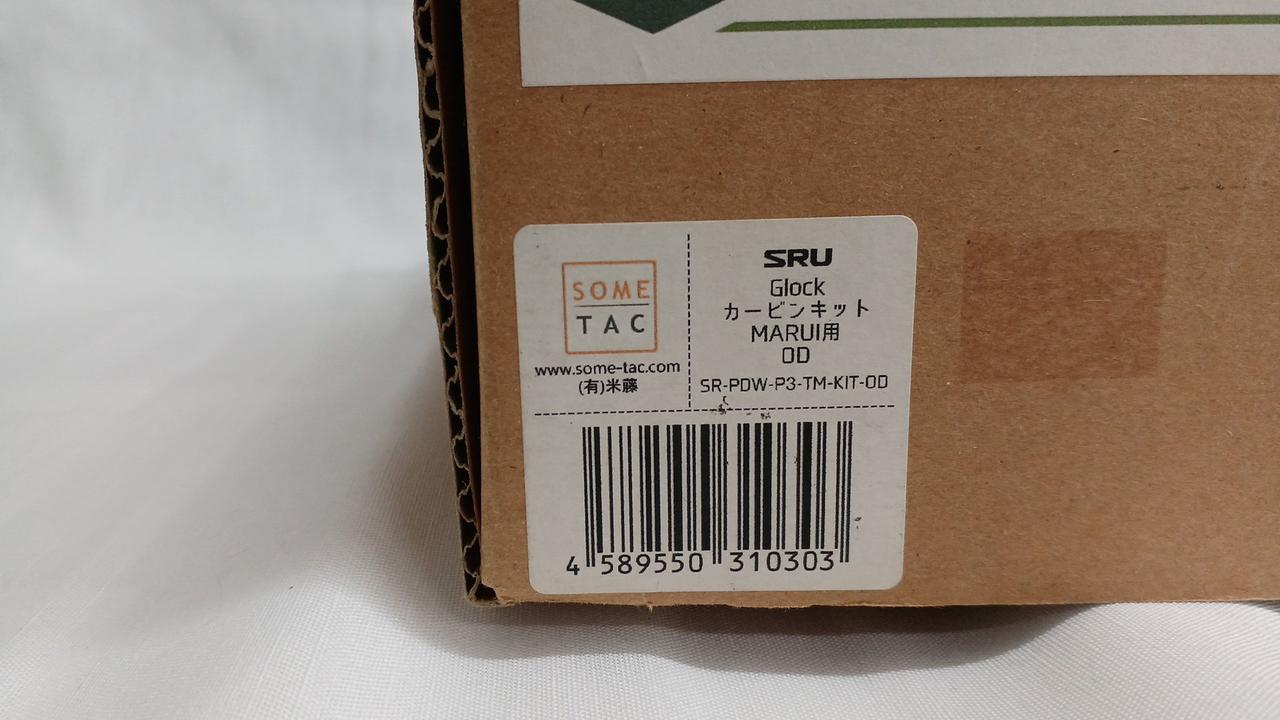 SOME
TAC
www.some-tac.com
(有)米藤
SRU
Glock
カービンキット
MARUI用
OD
SR-PDW-P3-TM-KIT-OD
4 589550 310303